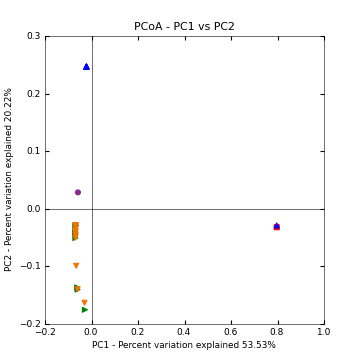 PCoA - PC1 vs PC2
0.3
0.2
0.1
0.0
−0.1
−0.2
PC2 - Percent variation explained 20.22%
−0.2 0.0 0.2 0.4 0.6 0.8 1.0
PC1 - Percent variation explained 53.53%